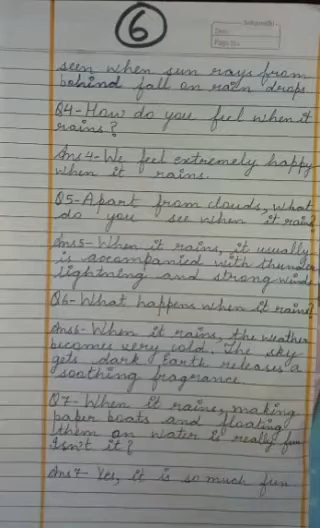 6
Date
Page No.
seen when sun rays from
behind fall on rain drops
Q4- How do you feel when it
rains?
Ans4- We feel extremely happy
when it rains.
Q5- Apart from clouds, what
do you see when it rains
Ans5- When it rains, it usually
is accompanied with thunder
lightning and strong wind
Q6- What happens when it rains?
Ans6- When it rains, the weather
becomes very cold. The sky
gets dark. Earth releases a
soothing fragrance.
Q7- When it rains, making
paper boats and floating
them on water is really fun
Isn't it?
Ans7- Yes, it is so much fun